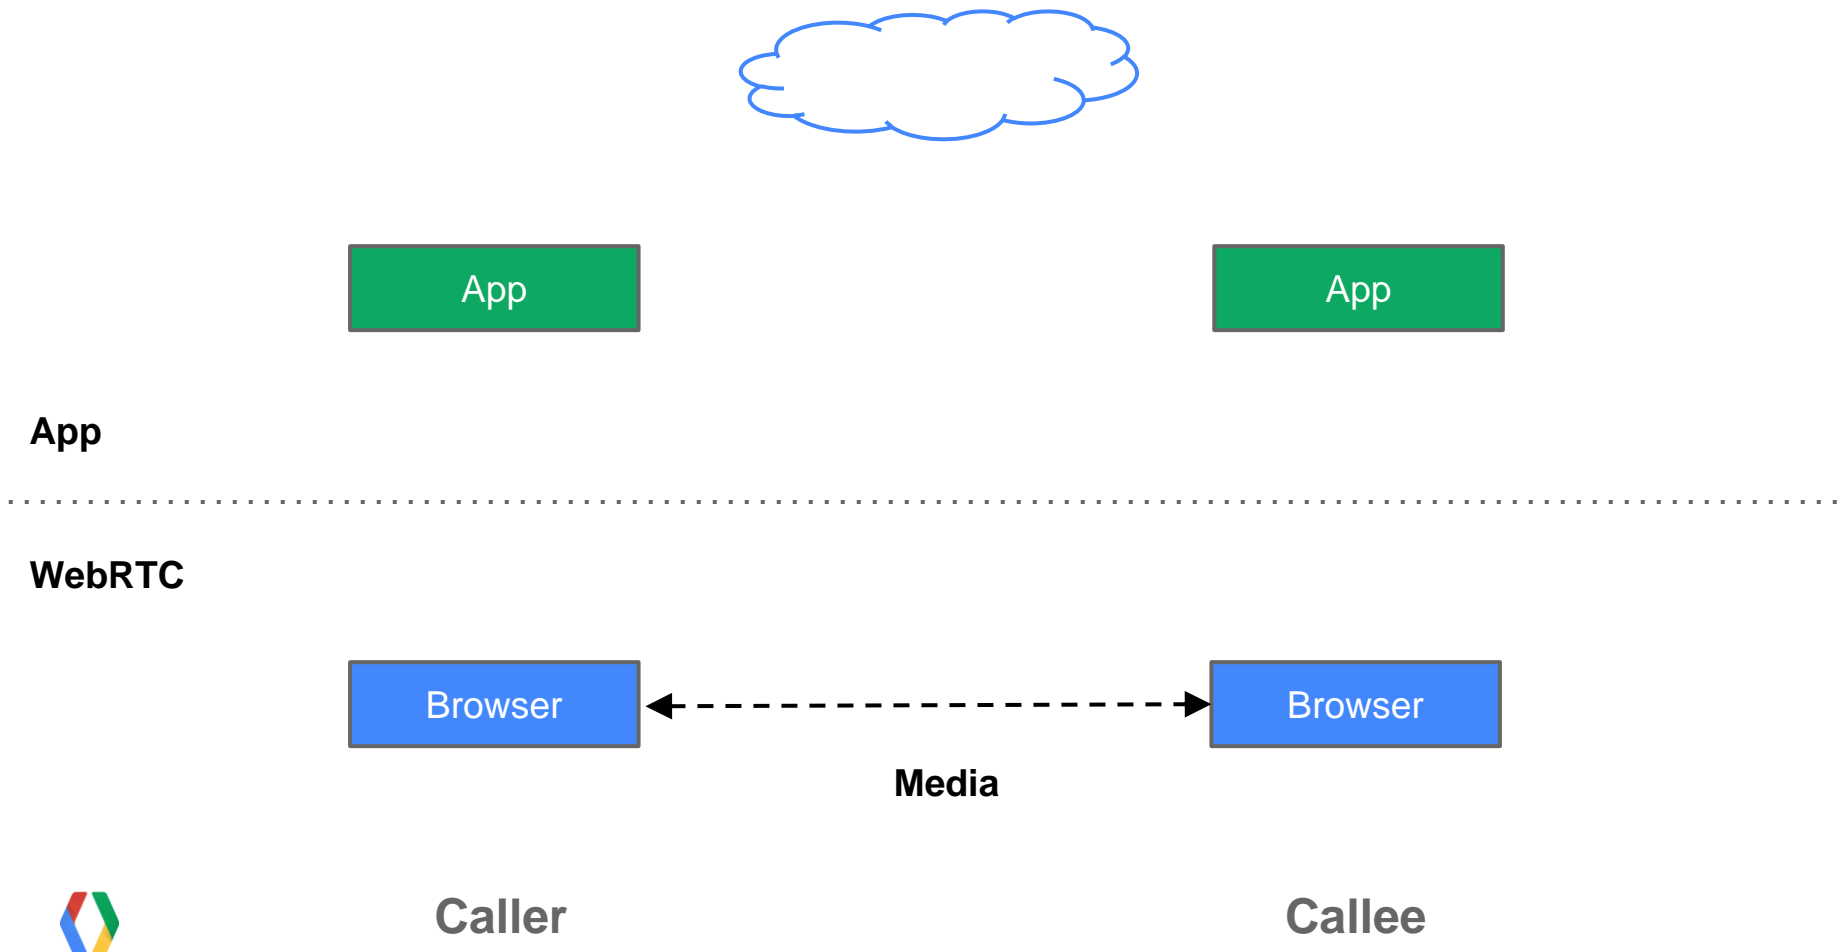 App
App
App
WebRTC
Browser
Browser
Media
Caller
Callee